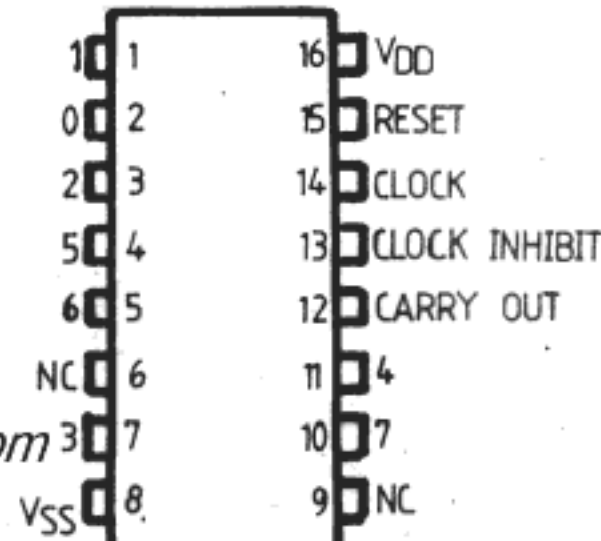 1 1 16 VDD
0 2 15 RESET
2 3 14 CLOCK
5 4 13 CLOCK INHIBIT
6 5 12 CARRY OUT
NC 6 11 4
om 3 7 10 7
VSS 8 9 NC